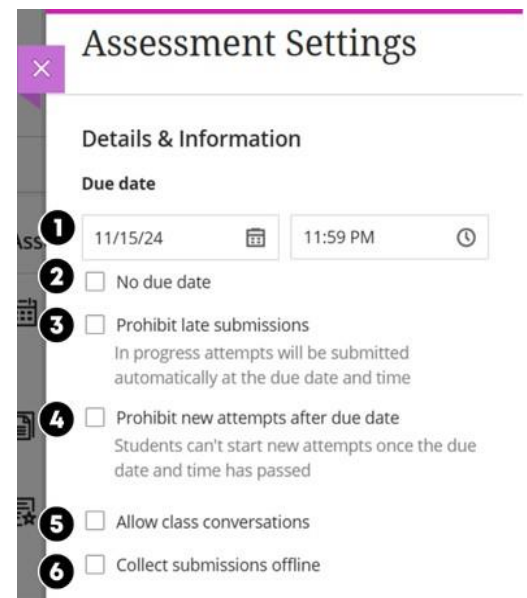 Assessment Settings
Details & Information
Due date
1 11/15/24 11:59 PM
2 No due date
3 Prohibit late submissions
In progress attempts will be submitted
automatically at the due date and time
4 Prohibit new attempts after due date
Students can't start new attempts once the due
date and time has passed
5 Allow class conversations
6 Collect submissions offline